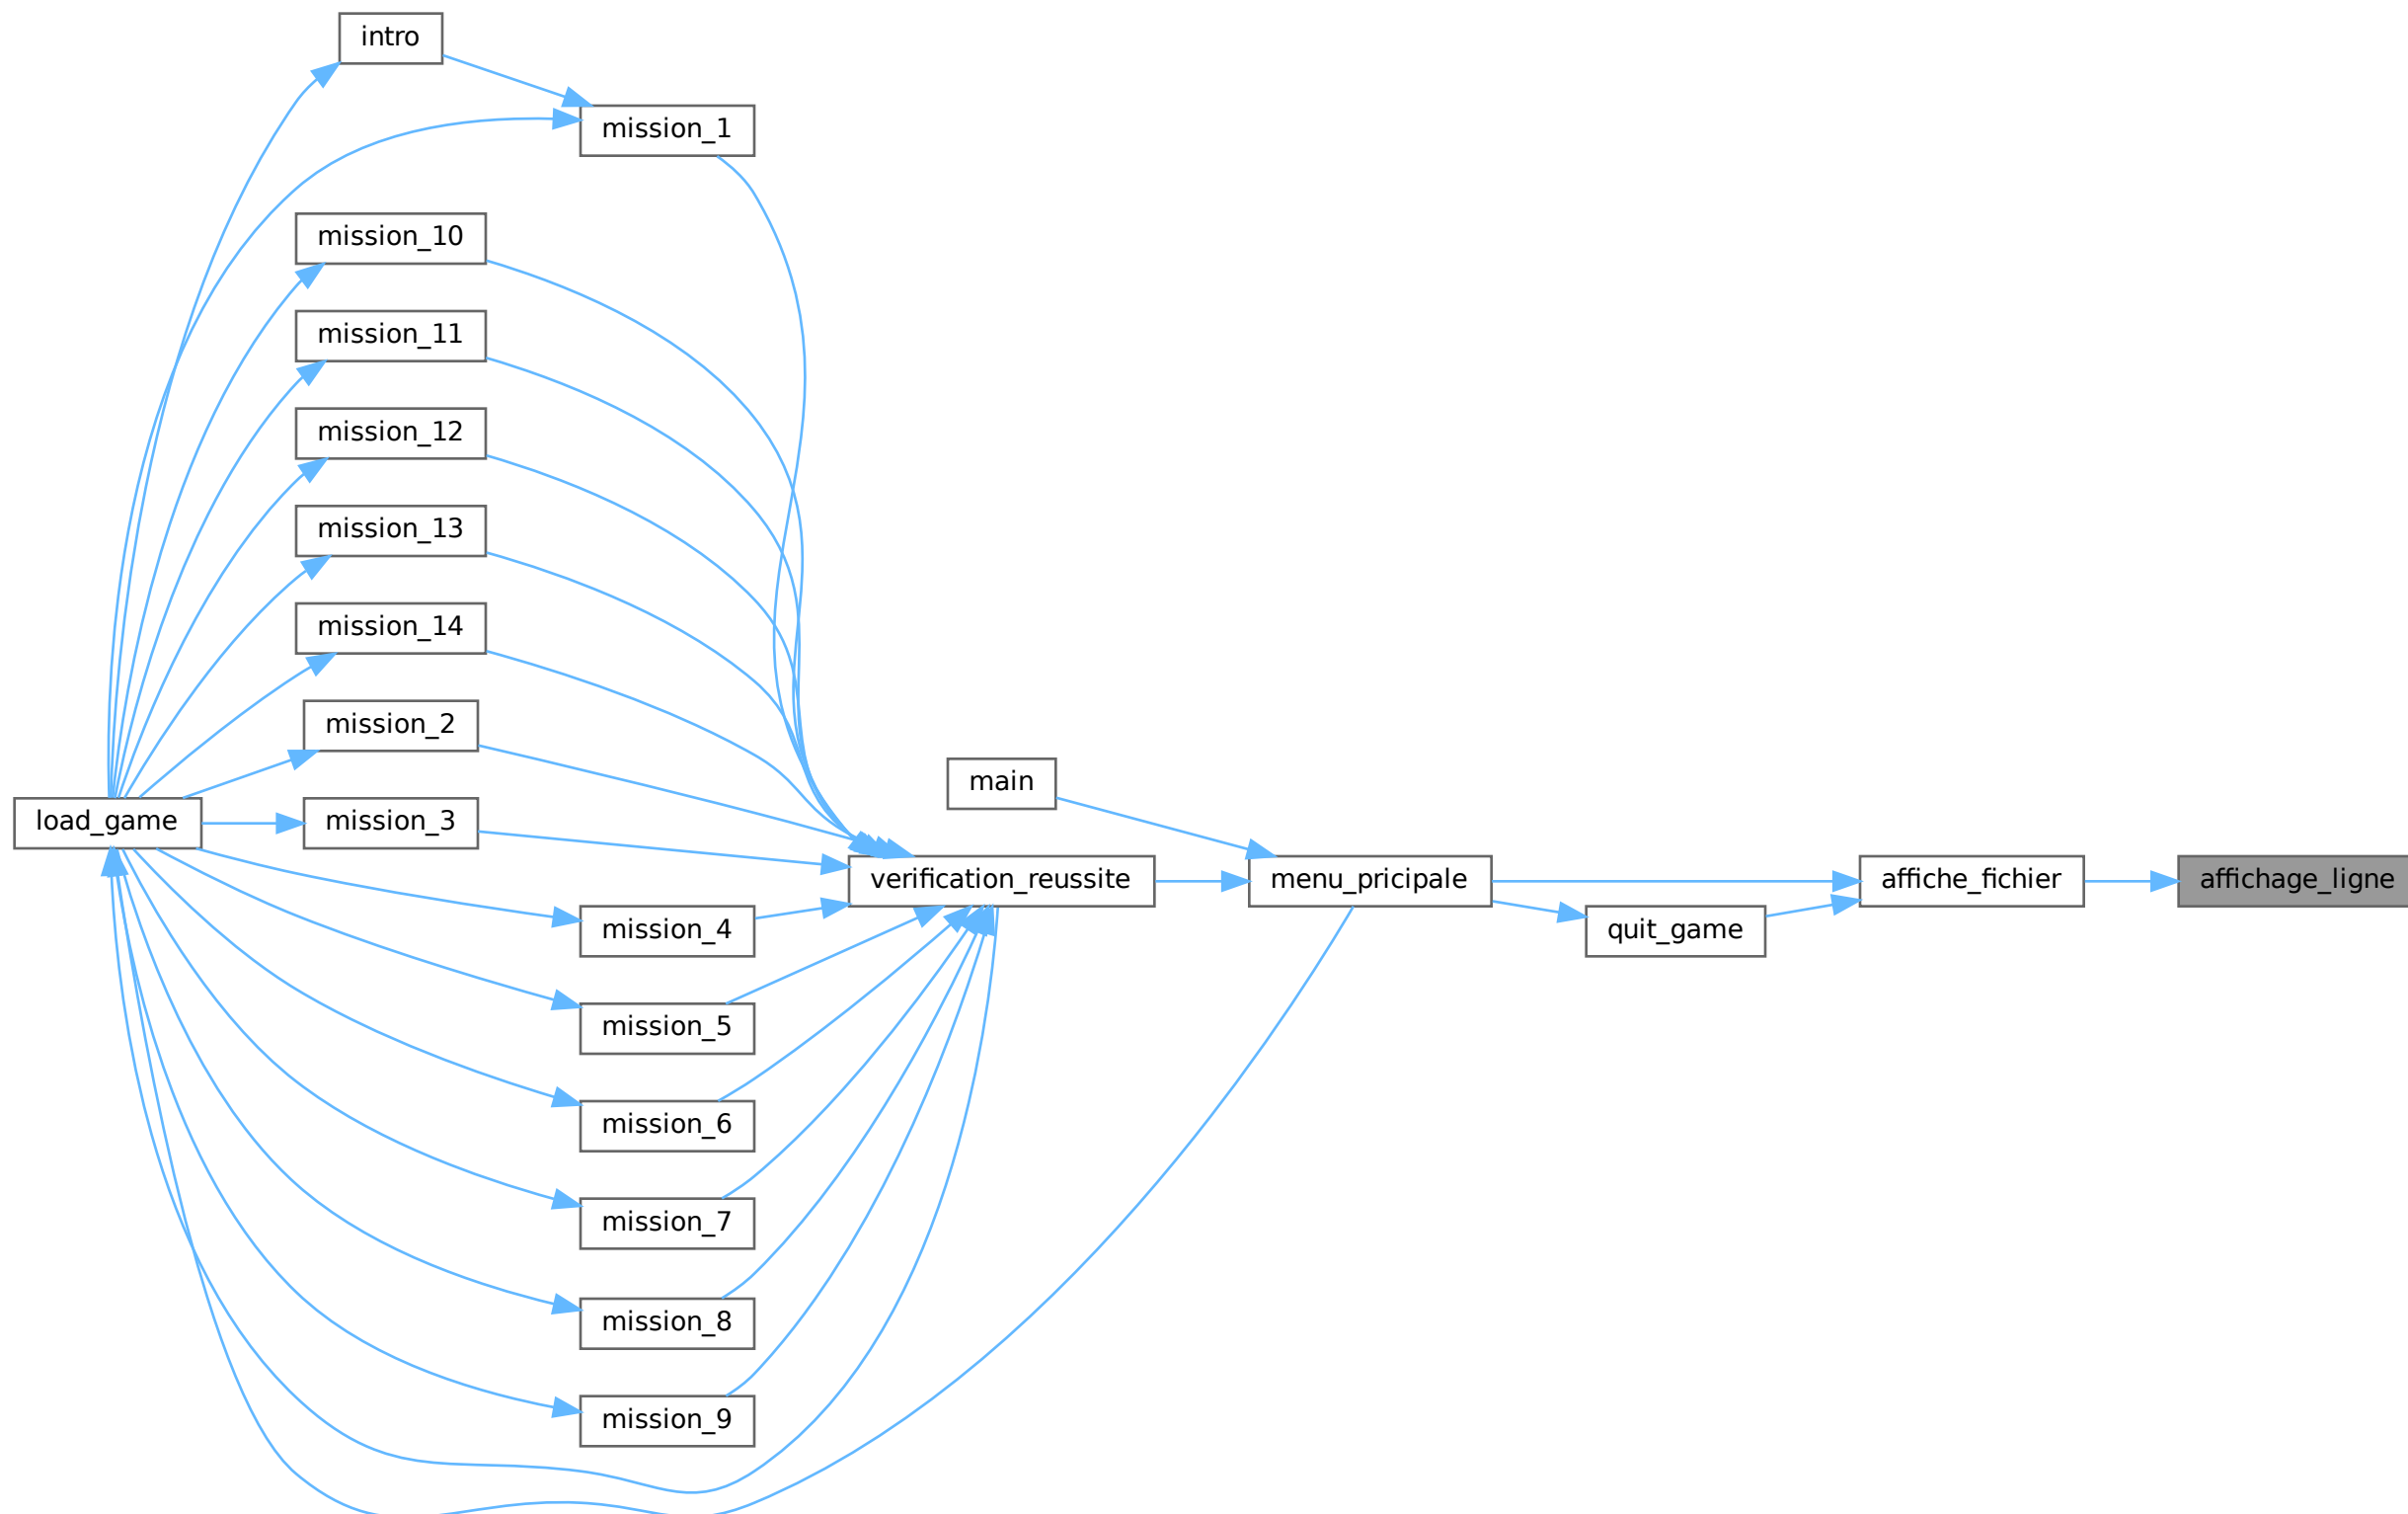 intro
mission_1
mission_10
mission_11
mission_12
mission_13
mission_14
mission_2
main
load_game
mission_3
verification_reussite
menu_pricipale
affiche_fichier
affichage_ligne
mission_4
quit_game
mission_5
mission_6
mission_7
mission_8
mission_9